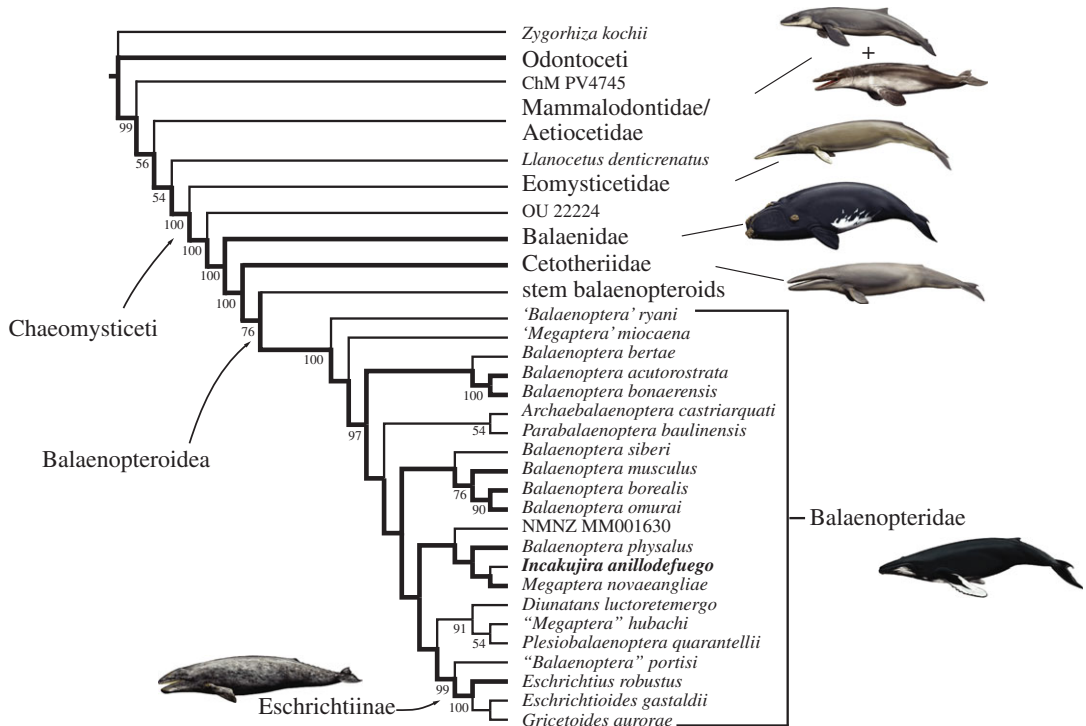 Zygorhiza kochii
Odontoceti
ChM PV4745
Mammalodontidae/
Aetiocetidae
Llanocetus denticrenatus
Eomysticetidae
OU 22224
Balaenidae
Cetotheriidae
stem balaenopteroids
'Balaenoptera' ryani
'Megaptera' miocaena
Balaenoptera bertae
Balaenoptera acutorostrata
Balaenoptera bonaerensis
Archaebalaenoptera castriarquati
Parabalaenoptera baulinensis
Balaenoptera siberi
Balaenoptera musculus
Balaenoptera borealis
Balaenoptera omurai
NMNZ MM001630
Balaenoptera physalus
Incakujira anillodefuego
Megaptera novaeangliae
Diunatans luctoretemergo
"Megaptera" hubachi
Plesiobalaenoptera quarantellii
"Balaenoptera" portisi
Eschrichtius robustus
Eschrichtioides gastaldii
Gricetoides aurorae
+
99
56
54
100
100
100
100
76
100
97
100
54
76
90
91
54
99
100
Chaeomysticeti
Balaenopteroidea
Eschrichtiinae
Balaenopteridae